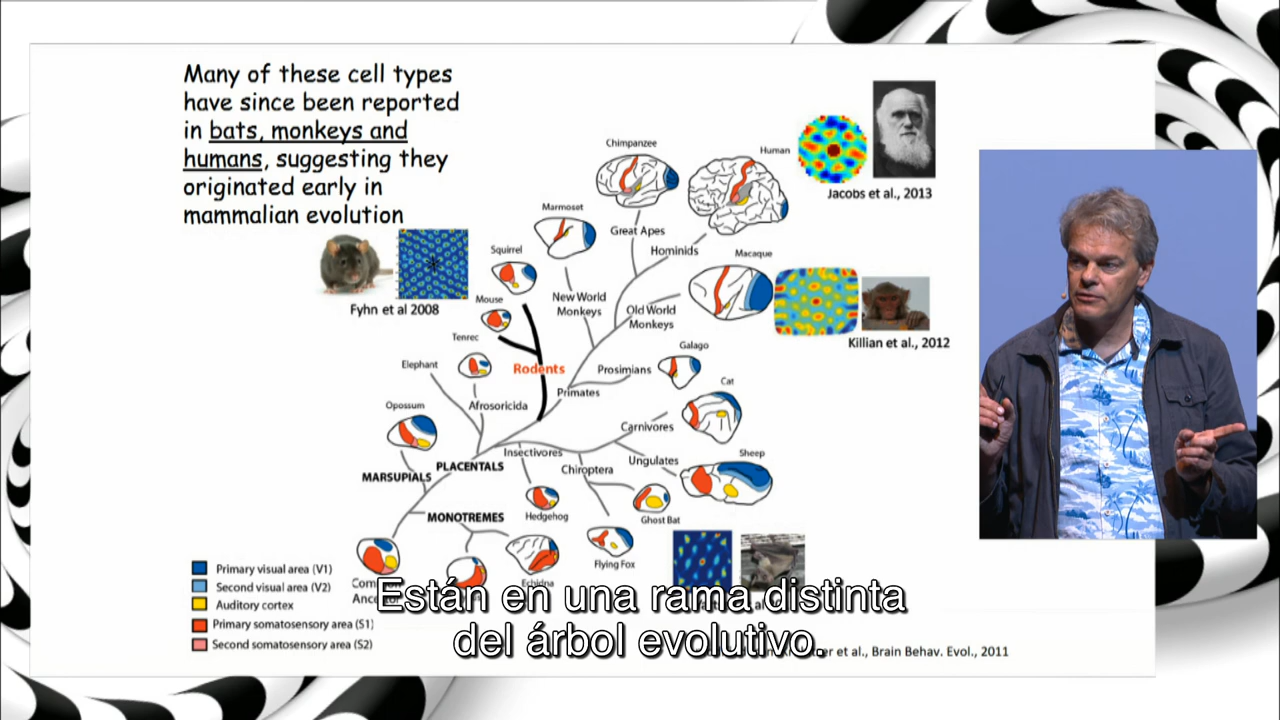 Many of these cell types
have since been reported
in bats, monkeys and
humans, suggesting they
originated early in
mammalian evolution
Fyhn et al 2008
Jacobs et al., 2013
Killian et al., 2012
Chimpanzee
Human
Marmoset
Great Apes
Hominids
Macaque
Squirrel
New World
Monkeys
Old World
Monkeys
Mouse
Tenrec
Galago
Elephant
Rodents
Prosimians
Cat
Primates
Opossum
Afrosoricida
Carnivores
Insectivores
Sheep
Ungulates
PLACENTALS
Chiroptera
MARSUPIALS
MONOTREMES
Hedgehog
Ghost Bat
Flying Fox
Echidna
Primary visual area (V1)
Second visual area (V2)
Auditory cortex
Primary somatosensory area (S1)
Second somatosensory area (S2)
Están en una rama distinta
del árbol evolutivo.
et al., Brain Behav. Evol., 2011